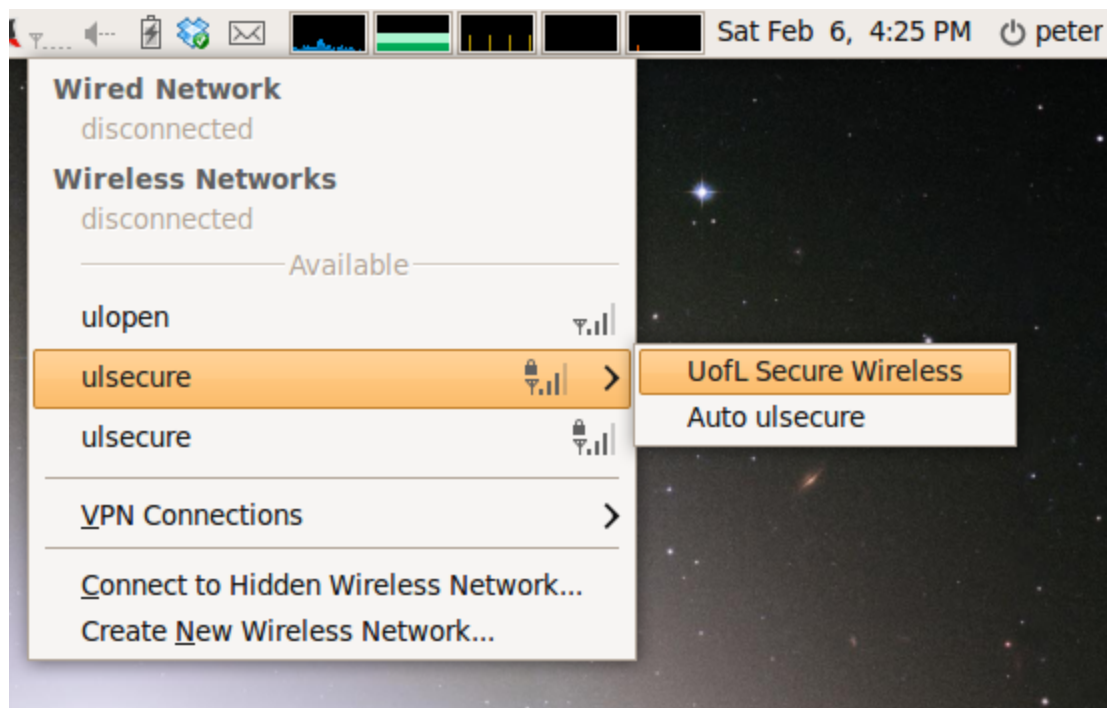 Sat Feb 6, 4:25 PM peter
Wired Network
disconnected
Wireless Networks
disconnected
Available
ulopen
ulsecure
UofL Secure Wireless
Auto ulsecure
ulsecure
VPN Connections
Connect to Hidden Wireless Network...
Create New Wireless Network...